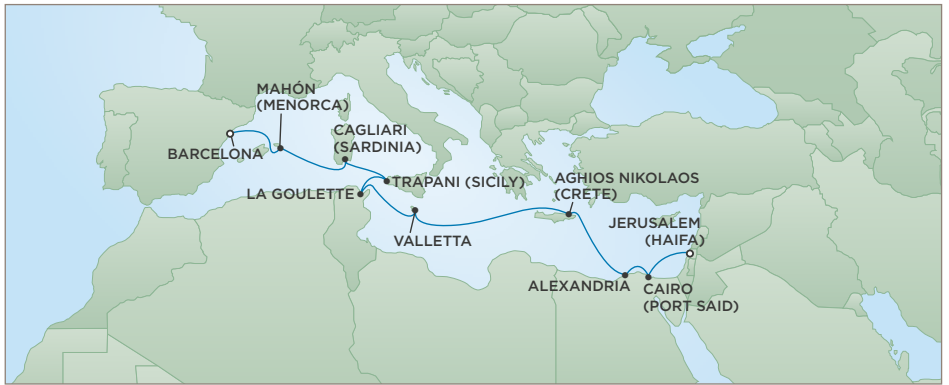 MAHÓN
(MENORCA)
CAGLIARI
(SARDINIA)
BARCELONA
TRAPANI (SICILY)
LA GOULETTE
AGHIOS NIKOLAOS
(CRETE)
JERUSALEM
(HAIFA)
VALLETTA
ALEXANDRIA
CAIRO
(PORT SAID)